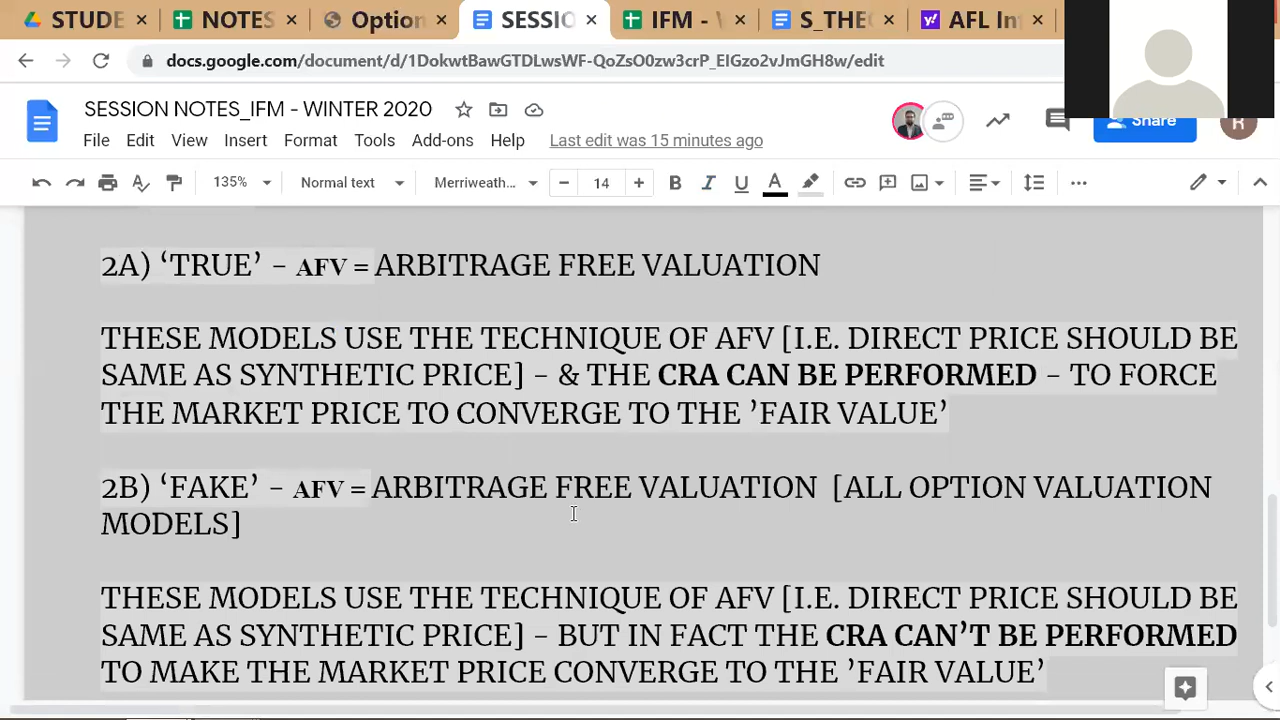 STUDE
NOTES
Option
SESSIO
IFM -
S_THE
AFL In
docs.google.com/document/d/1DokwtBawGTDLwsWF-QoZsO0zw3crP_EIGzo2vJmGH8w/edit
SESSION NOTES_IFM - WINTER 2020
File Edit View Insert Format Tools Add-ons Help Last edit was 15 minutes ago
Share
R
135% Normal text Merriweath... 14 B I U A
2A) ‘TRUE’ - AFV = ARBITRAGE FREE VALUATION
THESE MODELS USE THE TECHNIQUE OF AFV [I.E. DIRECT PRICE SHOULD BE
SAME AS SYNTHETIC PRICE] - & THE CRA CAN BE PERFORMED - TO FORCE
THE MARKET PRICE TO CONVERGE TO THE ’FAIR VALUE’
2B) ‘FAKE’ - AFV = ARBITRAGE FREE VALUATION [ALL OPTION VALUATION
MODELS]
THESE MODELS USE THE TECHNIQUE OF AFV [I.E. DIRECT PRICE SHOULD BE
SAME AS SYNTHETIC PRICE] - BUT IN FACT THE CRA CAN’T BE PERFORMED
TO MAKE THE MARKET PRICE CONVERGE TO THE ’FAIR VALUE’